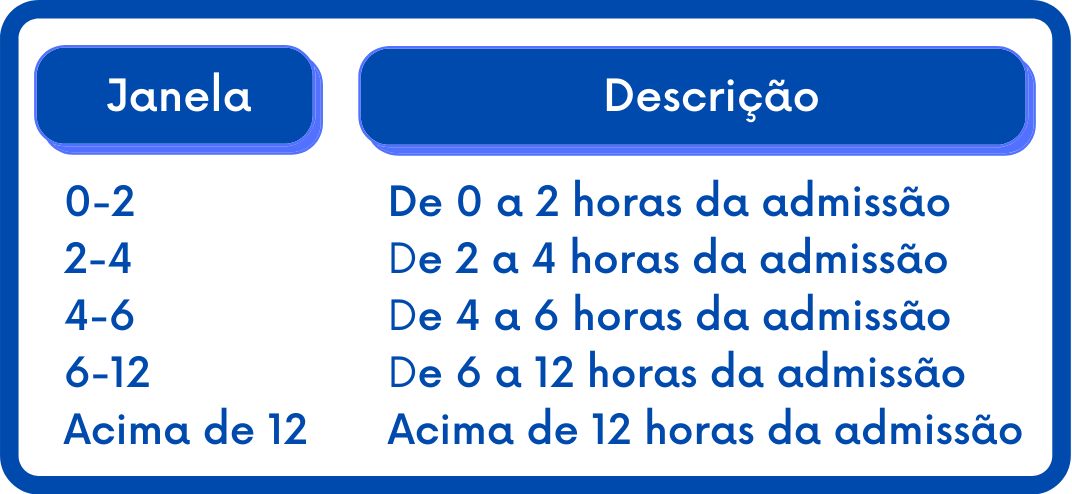 Janela Descrição
0-2 De 0 a 2 horas da admissão
2-4 De 2 a 4 horas da admissão
4-6 De 4 a 6 horas da admissão
6-12 De 6 a 12 horas da admissão
Acima de 12 Acima de 12 horas da admissão